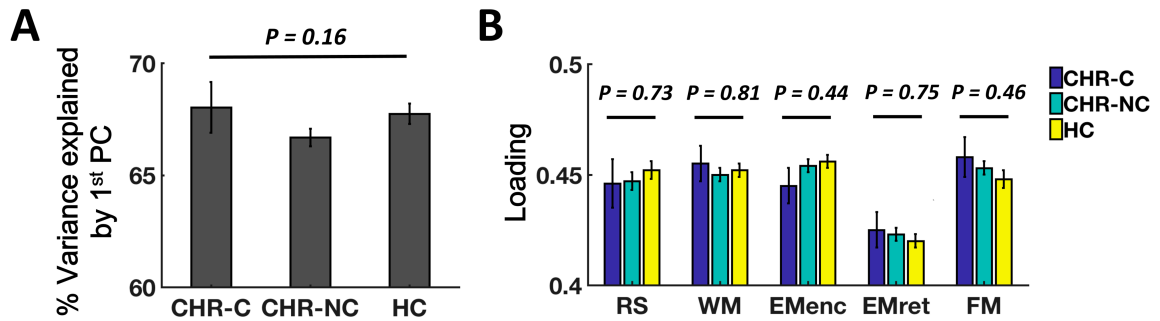 A
% Variance explained
by 1st PC
70
65
60
P = 0.16
CHR-C
CHR-NC
HC
B
Loading
0.5
0.45
0.4
P = 0.73
P = 0.81
P = 0.44
P = 0.75
P = 0.46
RS
WM
EMenc
EMret
FM
CHR-C
CHR-NC
HC